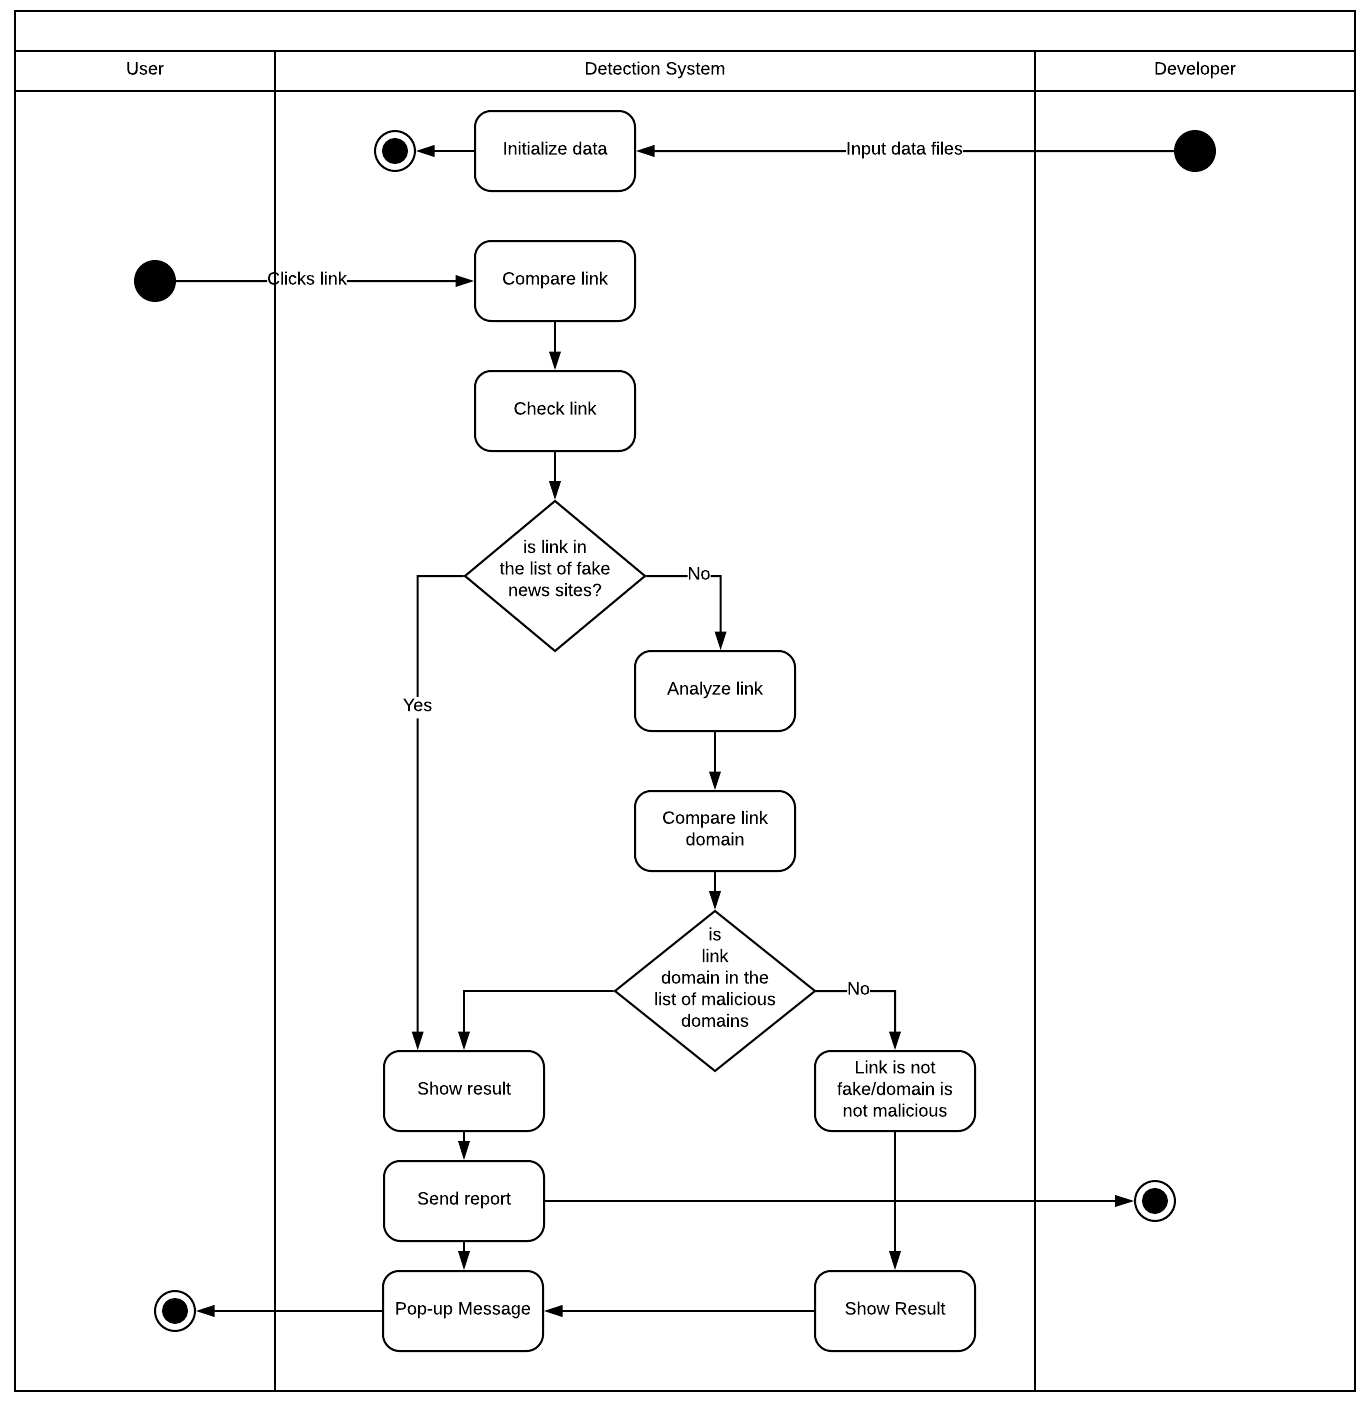 User
Detection System
Developer
Initialize data
Input data files
Clicks link
Compare link
Check link
is link in
the list of fake
news sites?
No
Analyze link
Yes
Compare link
domain
is
link
domain in the
list of malicious
domains
No
Show result
Link is not
fake/domain is
not malicious
Send report
Pop-up Message
Show Result